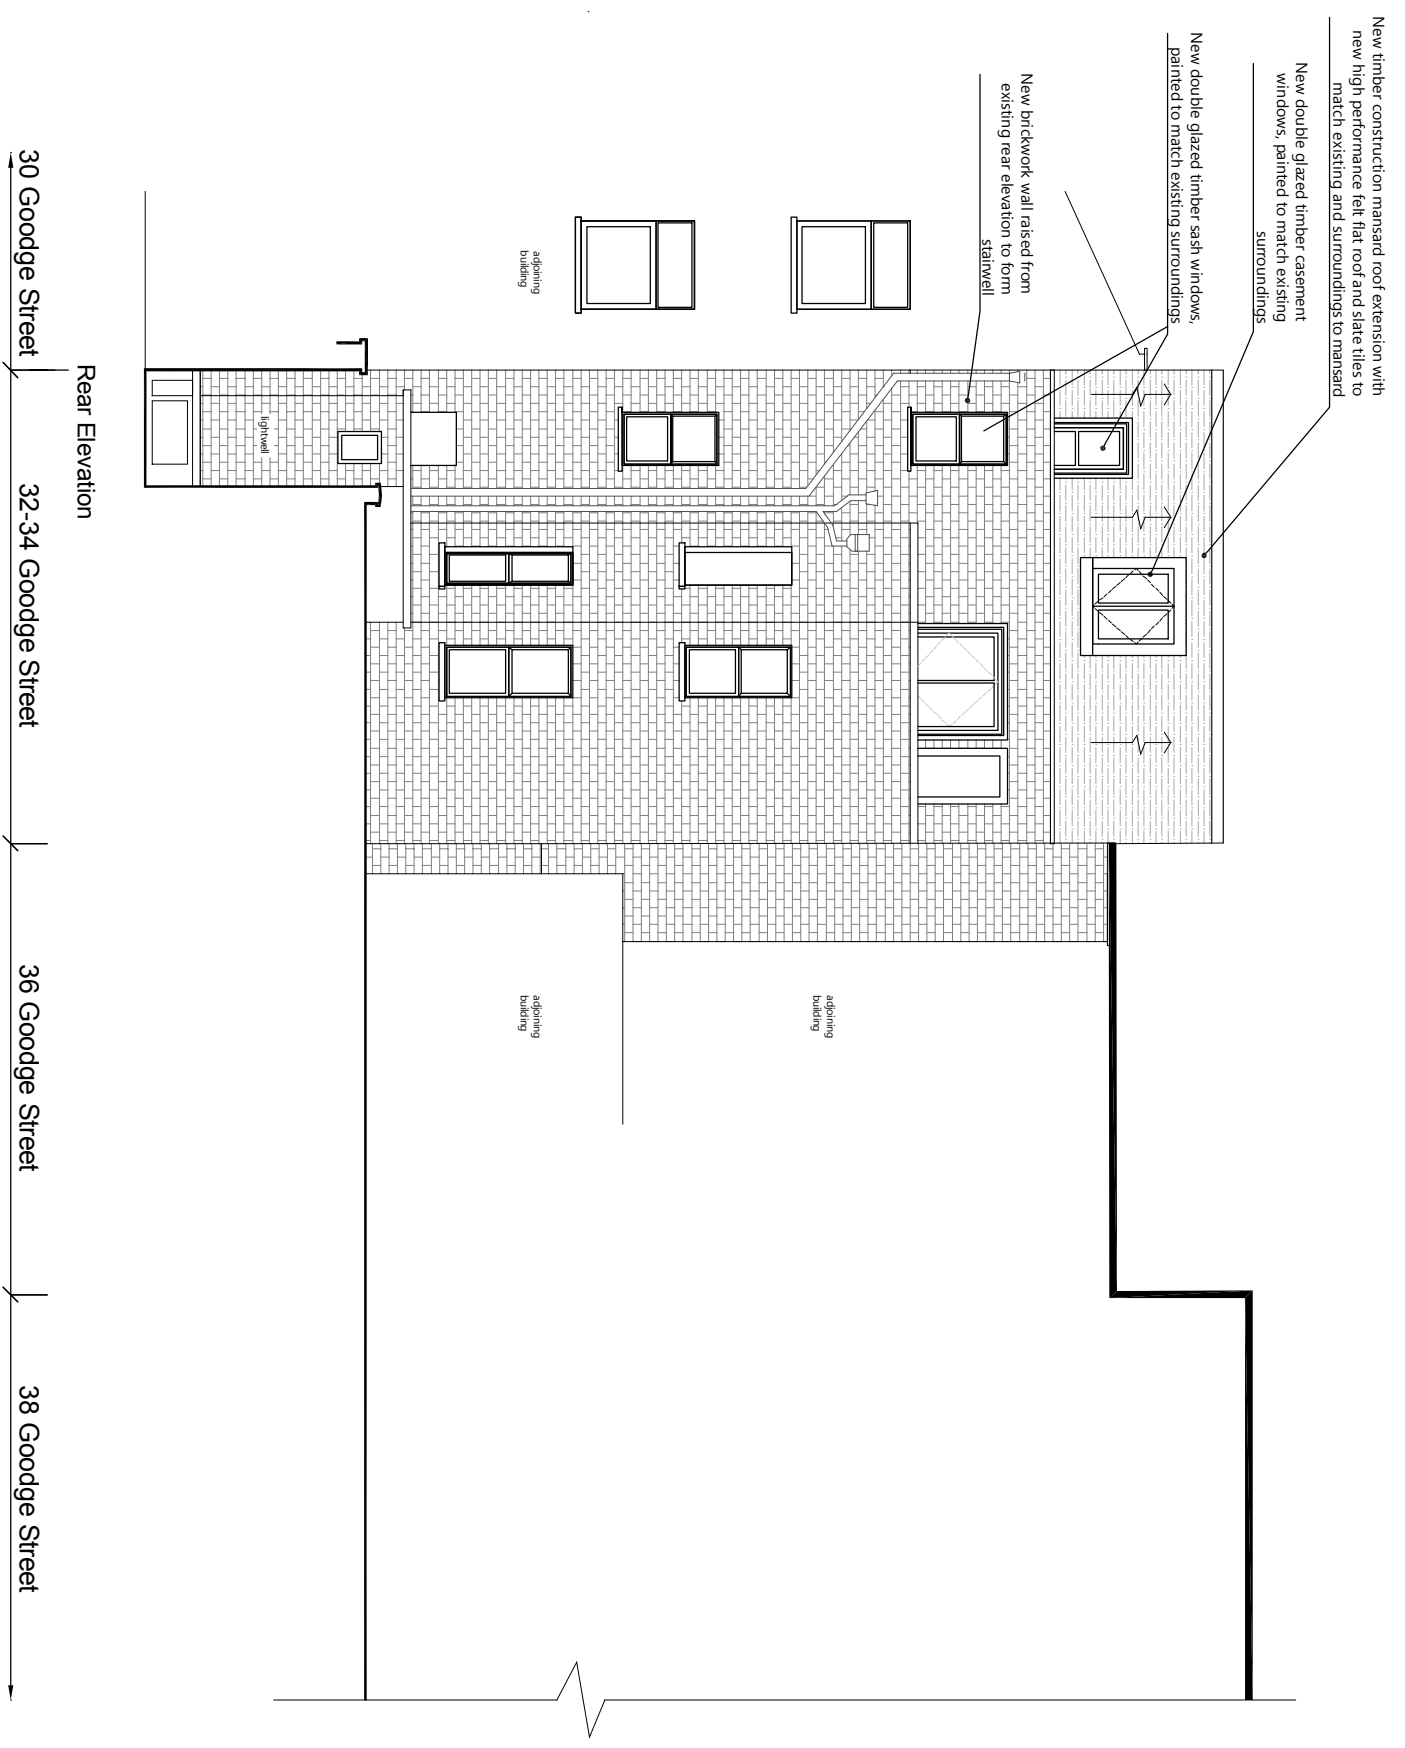 New timber construction mansard roof extension with
new high performance felt flat roof and slate tiles to
match existing and surroundings to mansard
New double glazed timber casement
windows, painted to match existing
surroundings
New double glazed timber sash windows,
painted to match existing surroundings
New brickwork wall raised from
existing rear elevation to form
stairwell
adjoining
building
adjoining
building
adjoining
building
lightwell
Rear Elevation
30 Goodge Street
32-34 Goodge Street
36 Goodge Street
38 Goodge Street